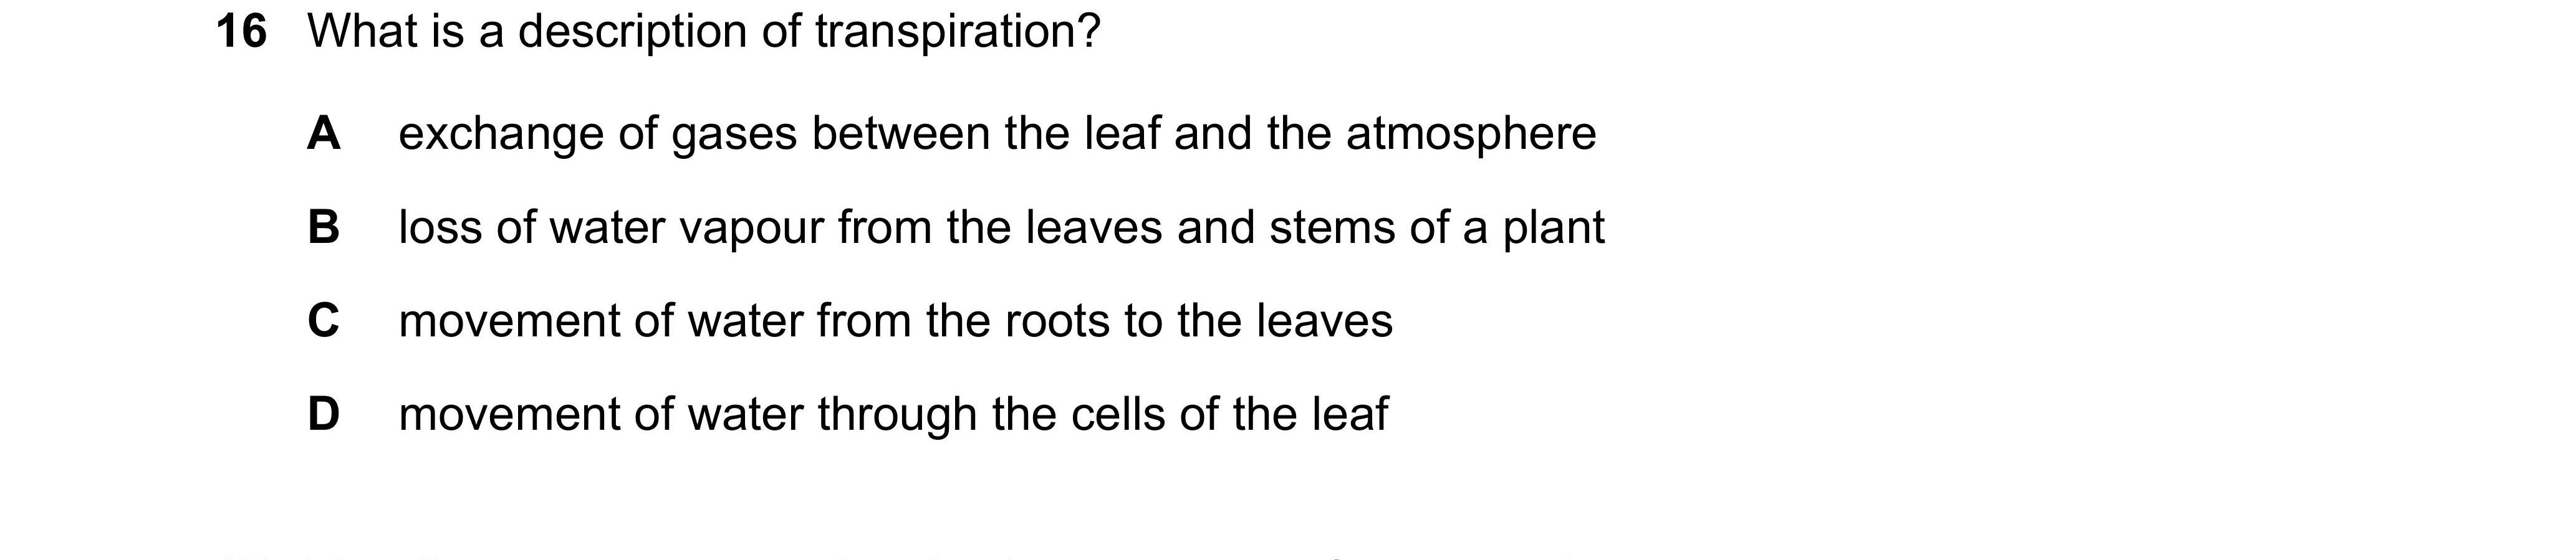 16 What is a description of transpiration?
A exchange of gases between the leaf and the atmosphere
B loss of water vapour from the leaves and stems of a plant
C movement of water from the roots to the leaves
D movement of water through the cells of the leaf